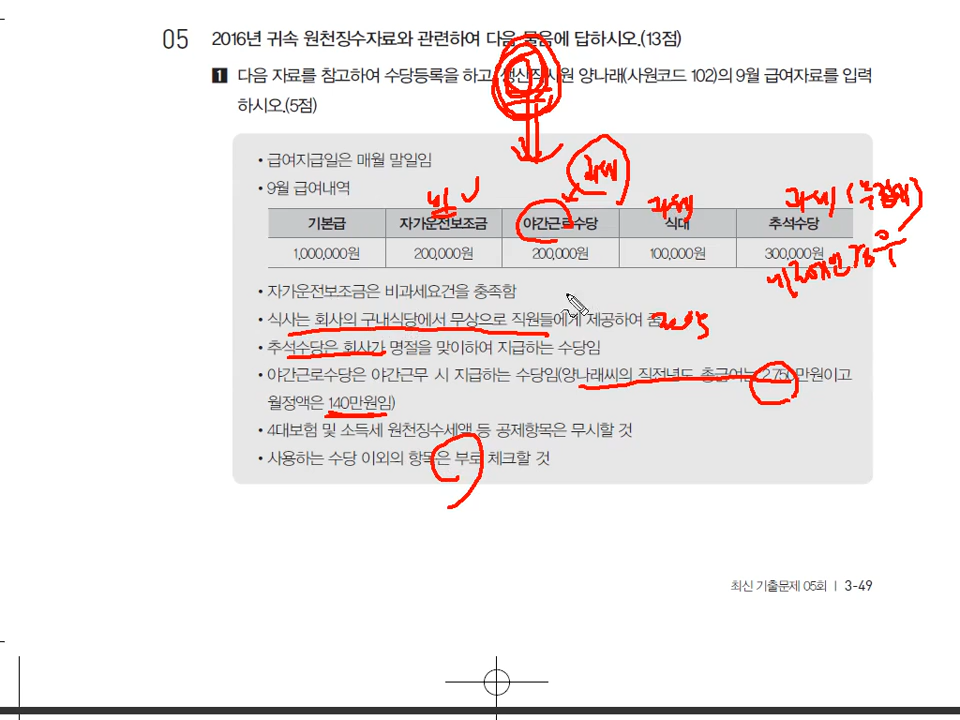 05 2016년 귀속 원천징수자료와 관련하여 다음 물음에 답하시오.(13점)
1 다음 자료를 참고하여 수당등록을 하고, 생산직사원 양나래(사원코드 102)의 9월 급여자료를 입력
하시오.(5점)
• 급여지급일은 매월 말일임
• 9월 급여내역
과세
비
과세
과세
기본급 자가운전보조금 야간근로수당 식대 추석수당
1,000,000원 200,000원 200,000원 100,000원 300,000원
• 자가운전보조금은 비과세요건을 충족함
• 식사는 회사의 구내식당에서 무상으로 직원들에게 제공하여 줌
• 추석수당은 회사가 명절을 맞이하여 지급하는 수당임
• 야간근로수당은 야간근무 시 지급하는 수당임(양나래씨의 직전년도 총급여는 2,750만원이고
월정액은 140만원임)
• 4대보험 및 소득세 원천징수세액 등 공제항목은 무시할 것
• 사용하는 수당 이외의 항목은 부로 체크할 것
최신 기출문제 05회 | 3-49